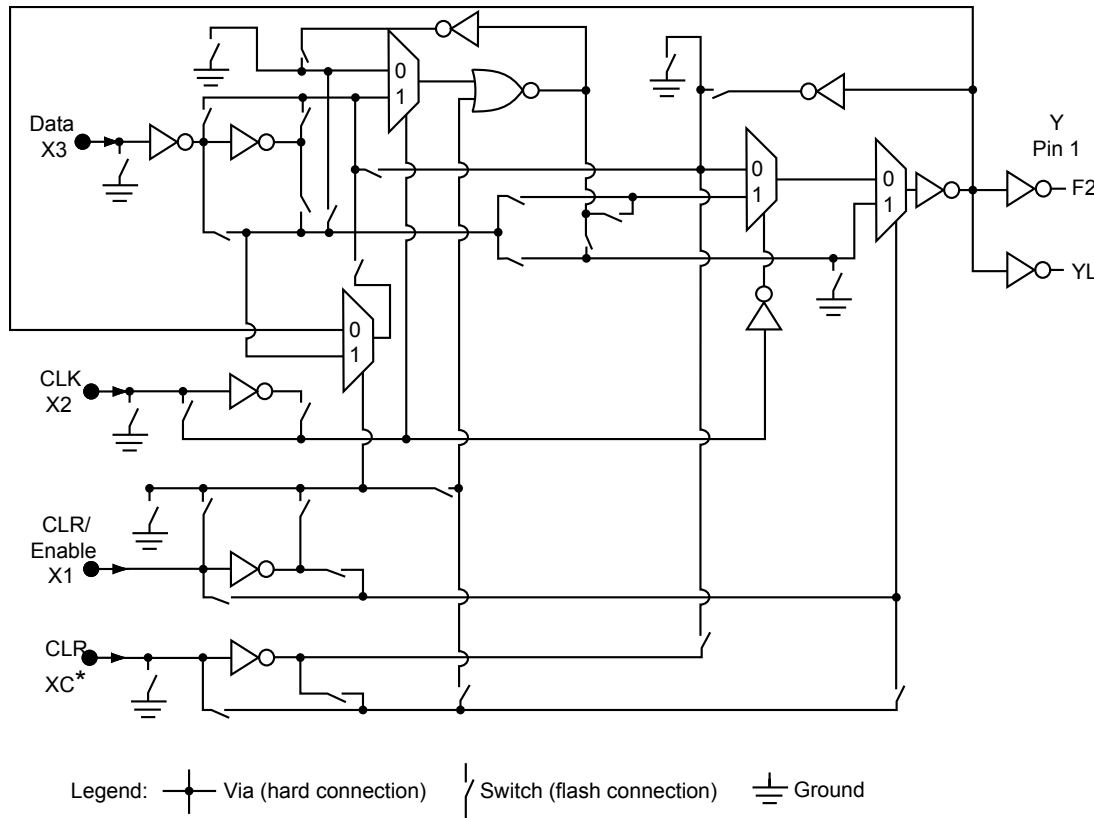 0
1
Data
X3
0
1
0
1
Y
Pin 1
F2
YL
0
1
CLK
X2
CLR/
Enable
X1
CLR
XC*
Legend: Via (hard connection) Switch (flash connection) Ground